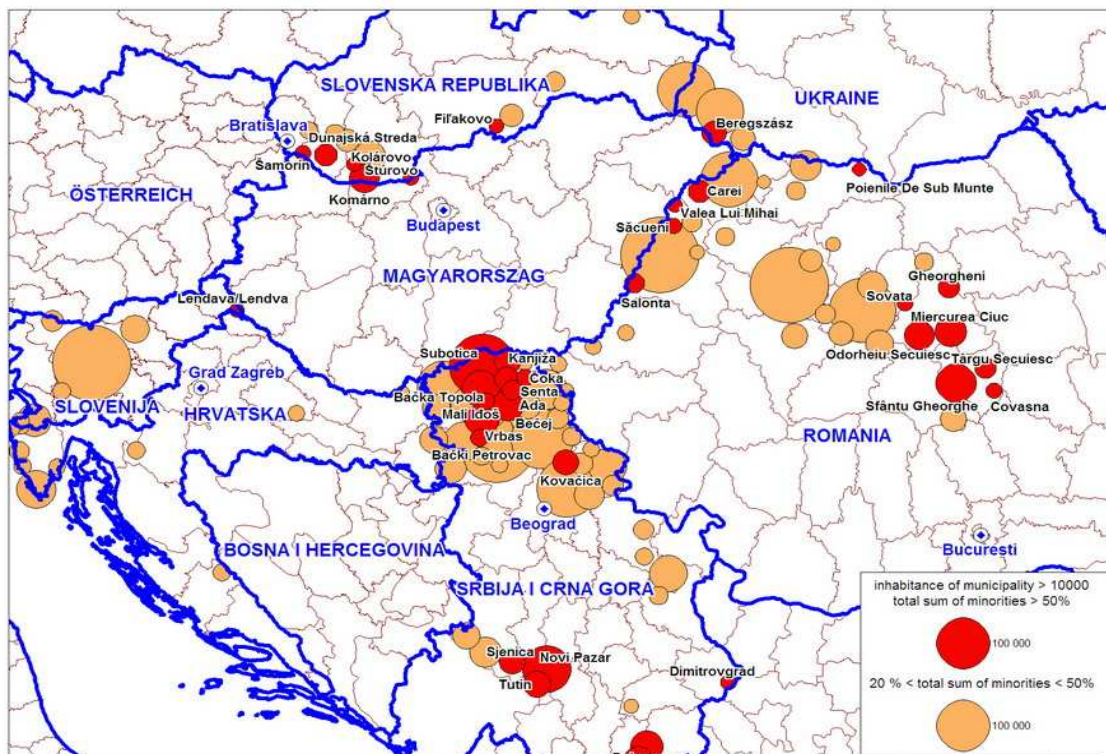 SLOVENSKA REPUBLIKA
UKRAINE
Bratislava
Fiľakovo
Beregszász
Dunajská Streda
Šamorín
Kolárovo
Štúrovo
Komárno
ÖSTERREICH
Carei
Poienile De Sub Munte
Valea Lui Mihai
Budapest
Săcueni
MAGYARORSZAG
Gheorgheni
Salonta
Sovata
Lendava/Lendva
Miercurea Ciuc
Subotica
Kanjiža
Odorheiu Secuiesc
Târgu Secuiesc
Grad Zagreb
Čoka
Bačka Topola
Senta
SLOVENIJA
HRVATSKA
Mali Iđoš
Ada
Sfântu Gheorghe
Covasna
Bečej
Vrbas
ROMANIA
Bački Petrovac
Kovačica
Beograd
BOSNA I HERCEGOVINA
Bucuresti
SRBIJA I CRNA GORA
Sjenica
Novi Pazar
Tutin
Dimitrovgrad
inhabitance of municipality > 10000
total sum of minorities > 50%
100 000
20 % < total sum of minorities < 50%
100 000